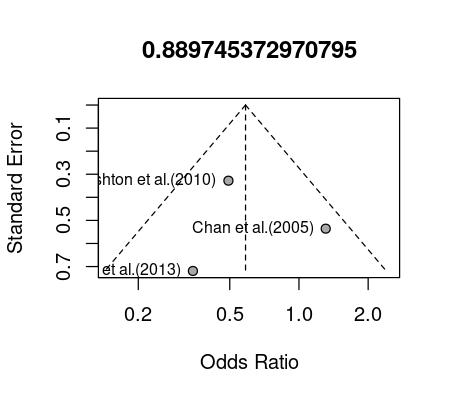 0.889745372970795
Standard Error
0.1
0.3
0.5
0.7
shton et al.(2010)
Chan et al.(2005)
et al.(2013)
0.2 0.5 1.0 2.0
Odds Ratio